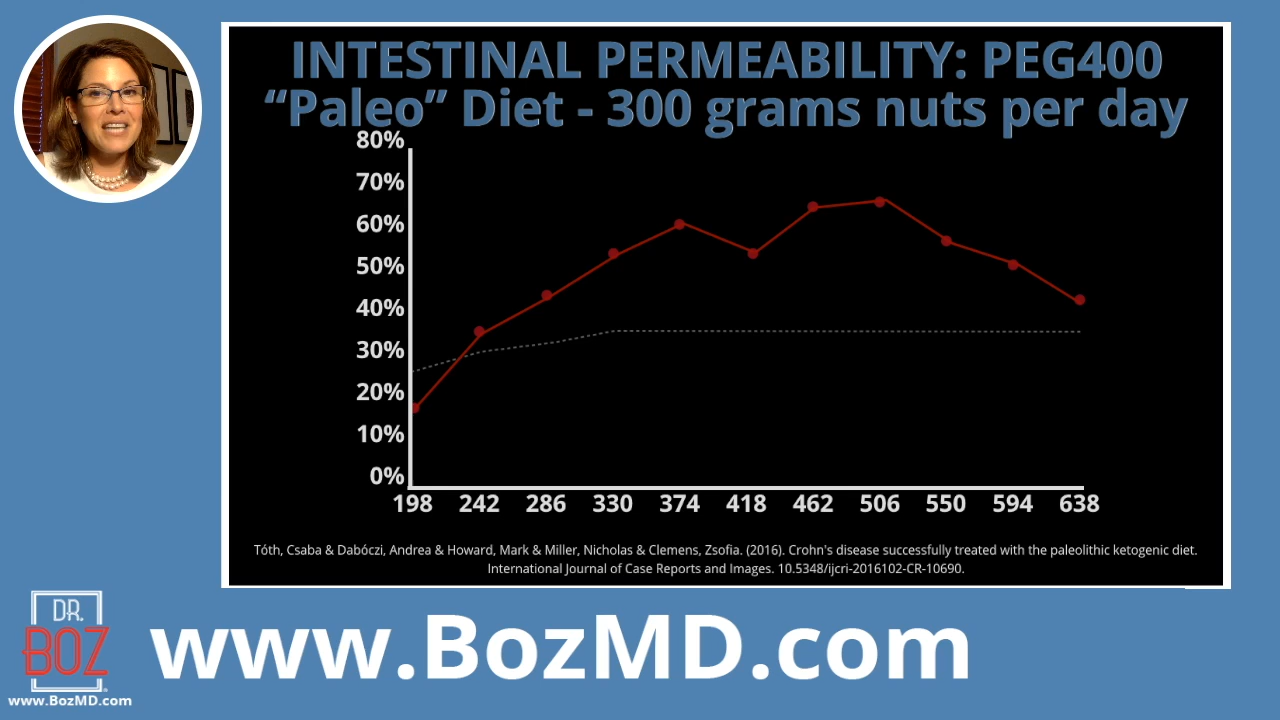 INTESTINAL PERMEABILITY: PEG400
“Paleo” Diet - 300 grams nuts per day
80%
70%
60%
50%
40%
30%
20%
10%
0%
198 242 286 330 374 418 462 506 550 594 638
Tóth, Csaba & Dabóczi, Andrea & Howard, Mark & Miller, Nicholas & Clemens, Zsofia. (2016). Crohn's disease successfully treated with the paleolithic ketogenic diet.
International Journal of Case Reports and Images. 10.5348/ijcri-2016102-CR-10690.
DR.
BOZ
www.BozMD.com
www.BozMD.com